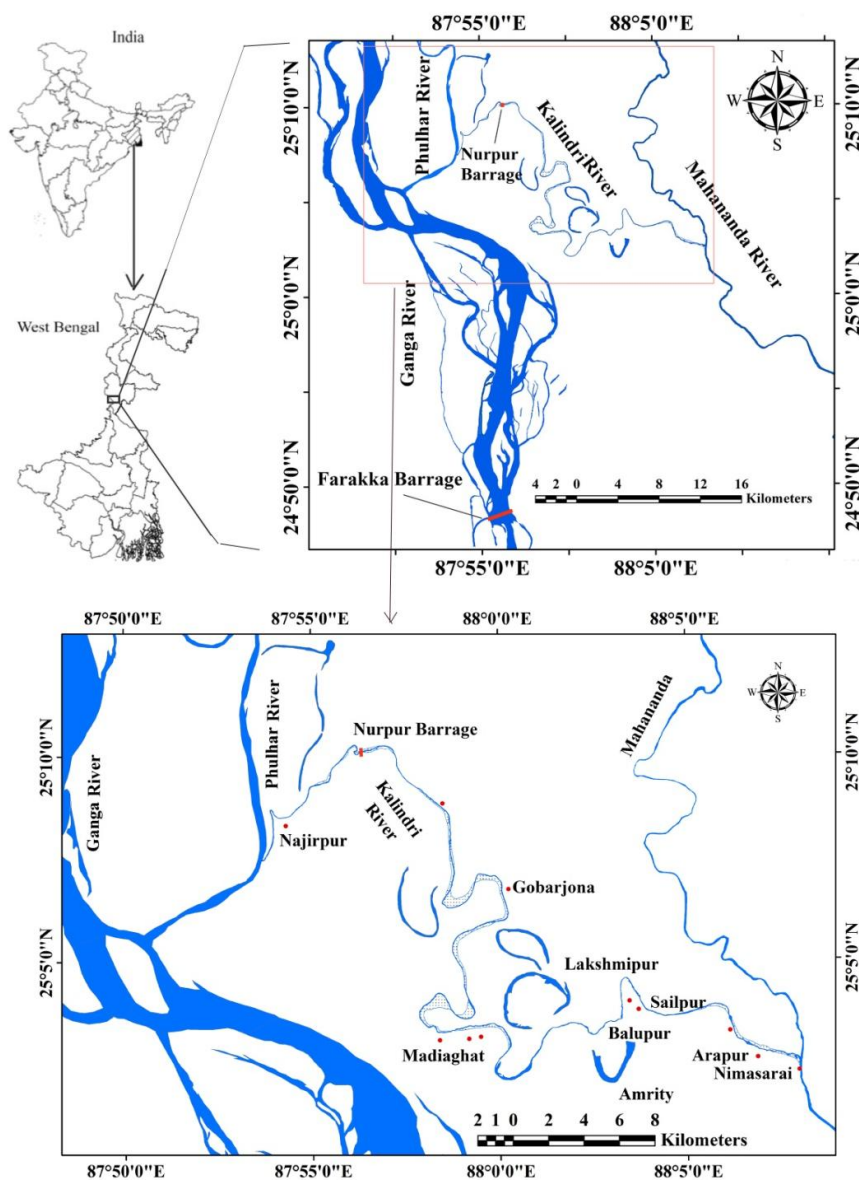 India
West Bengal
87°55'0"E
88°5'0"E
25°10'0"N
25°10'0"N
Phulhar River
N
W
E
S
Nurpur
Barrage
Kalindri River
Mahananda River
25°0'0"N
25°0'0"N
Ganga River
Farakka Barrage
24°50'0"N
24°50'0"N
4 2 0 4 8 12 16
Kilometers
87°55'0"E
88°5'0"E
87°50'0"E
87°55'0"E
88°0'0"E
88°5'0"E
N
W
E
S
Mahananda
Phulhar River
Nurpur Barrage
25°10'0"N
25°10'0"N
Ganga River
Kalindri
River
Najirpur
Gobarjona
25°5'0"N
25°5'0"N
Lakshmipur
Sailpur
Balupur
Madiaghat
Arapur
Nimasarai
Amrity
2 1 0 2 4 6 8
Kilometers
87°50'0"E
87°55'0"E
88°0'0"E
88°5'0"E